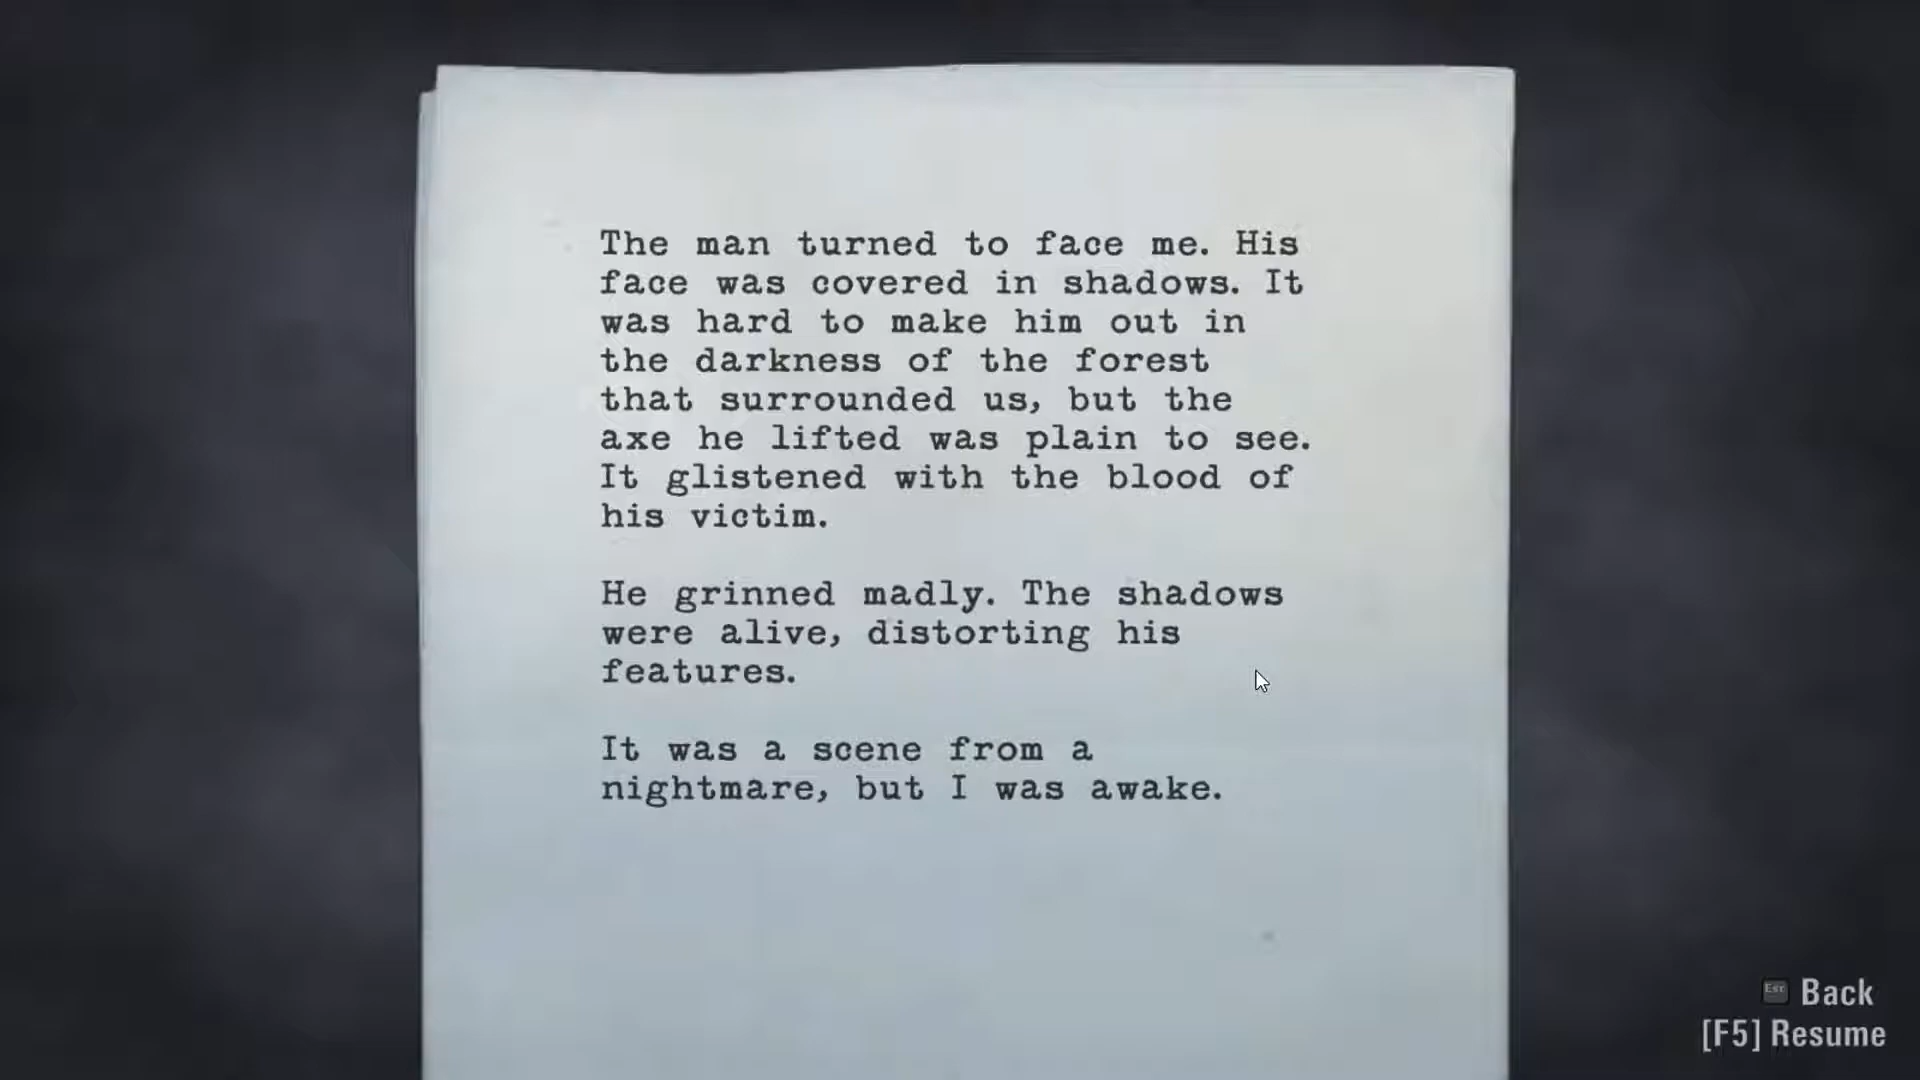 The man turned to face me. His
face was covered in shadows. It
was hard to make him out in
the darkness of the forest
that surrounded us, but the
axe he lifted was plain to see.
It glistened with the blood of
his victim.
He grinned madly. The shadows
were alive, distorting his
features.
It was a scene from a
nightmare, but I was awake.
Esc Back
[F5] Resume